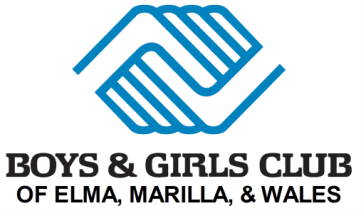 BOYS & GIRLS CLUB
OF ELMA, MARILLA, & WALES